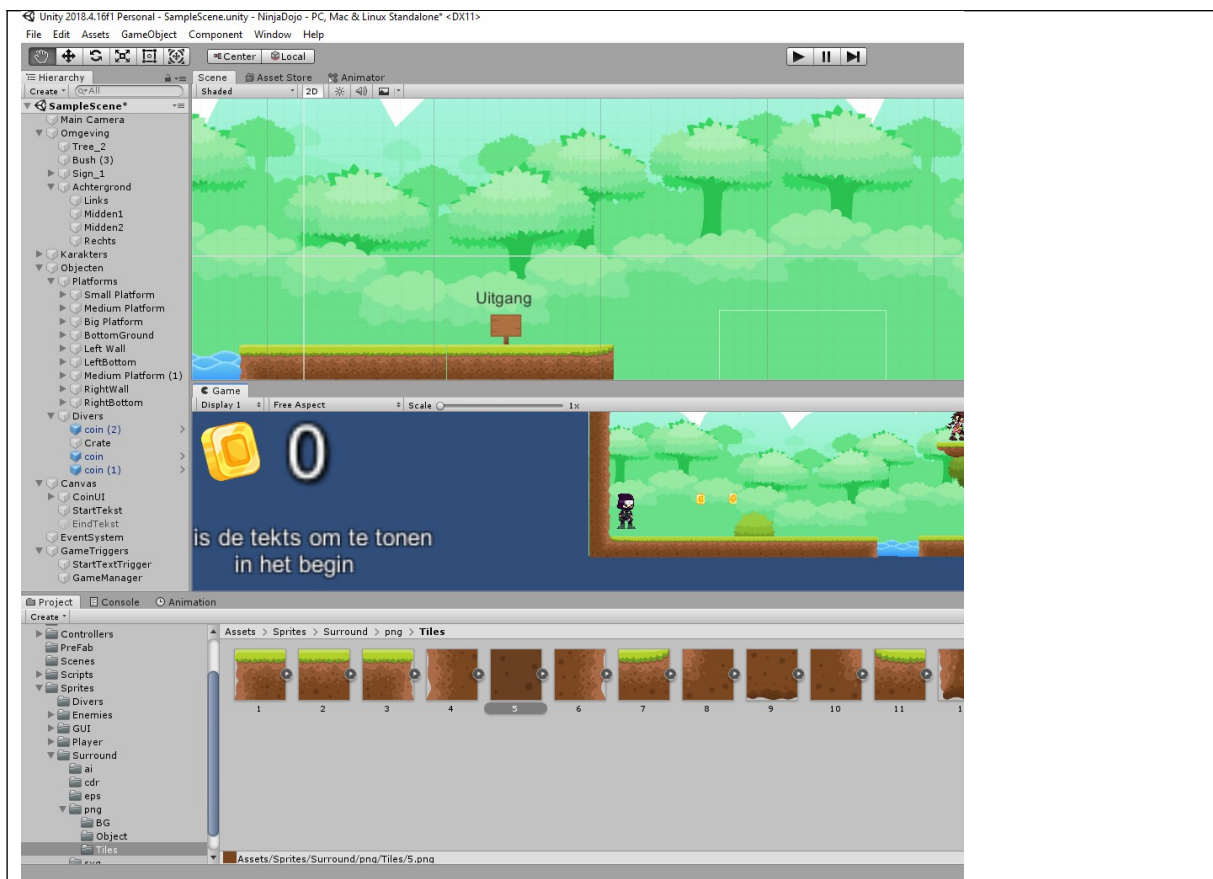 Unity 2018.4.16f1 Personal - SampleScene.unity - NinjaDojo - PC, Mac & Linux Standalone* <DX11>
File Edit Assets GameObject Component Window Help
Center Local
Hierarchy
Create All
SampleScene*
Main Camera
Omgeving
Tree_2
Bush (3)
Sign_1
Achtergrond
Links
Midden1
Midden2
Rechts
Karakters
Objecten
Platforms
Small Platform
Medium Platform
Big Platform
BottomGround
Left Wall
LeftBottom
Medium Platform (1)
RightWall
RightBottom
Divers
coin (2)
Crate
coin
coin (1)
Canvas
CoinUI
StartTekst
EindTekst
EventSystem
GameTriggers
StartTextTrigger
GameManager
Scene Asset Store Animator
Shaded 2D
Uitgang
Game
Display 1 Free Aspect Scale 1x
0
is de tekts om te tonen
in het begin
Project Console Animation
Create
Controllers
PreFab
Scenes
Scripts
Sprites
Divers
Enemies
GUI
Player
Surround
ai
cdr
eps
png
BG
Object
Tiles
svg
Assets > Sprites > Surround > png > Tiles
1 2 3 4 5 6 7 8 9 10 11
Assets/Sprites/Surround/png/Tiles/5.png